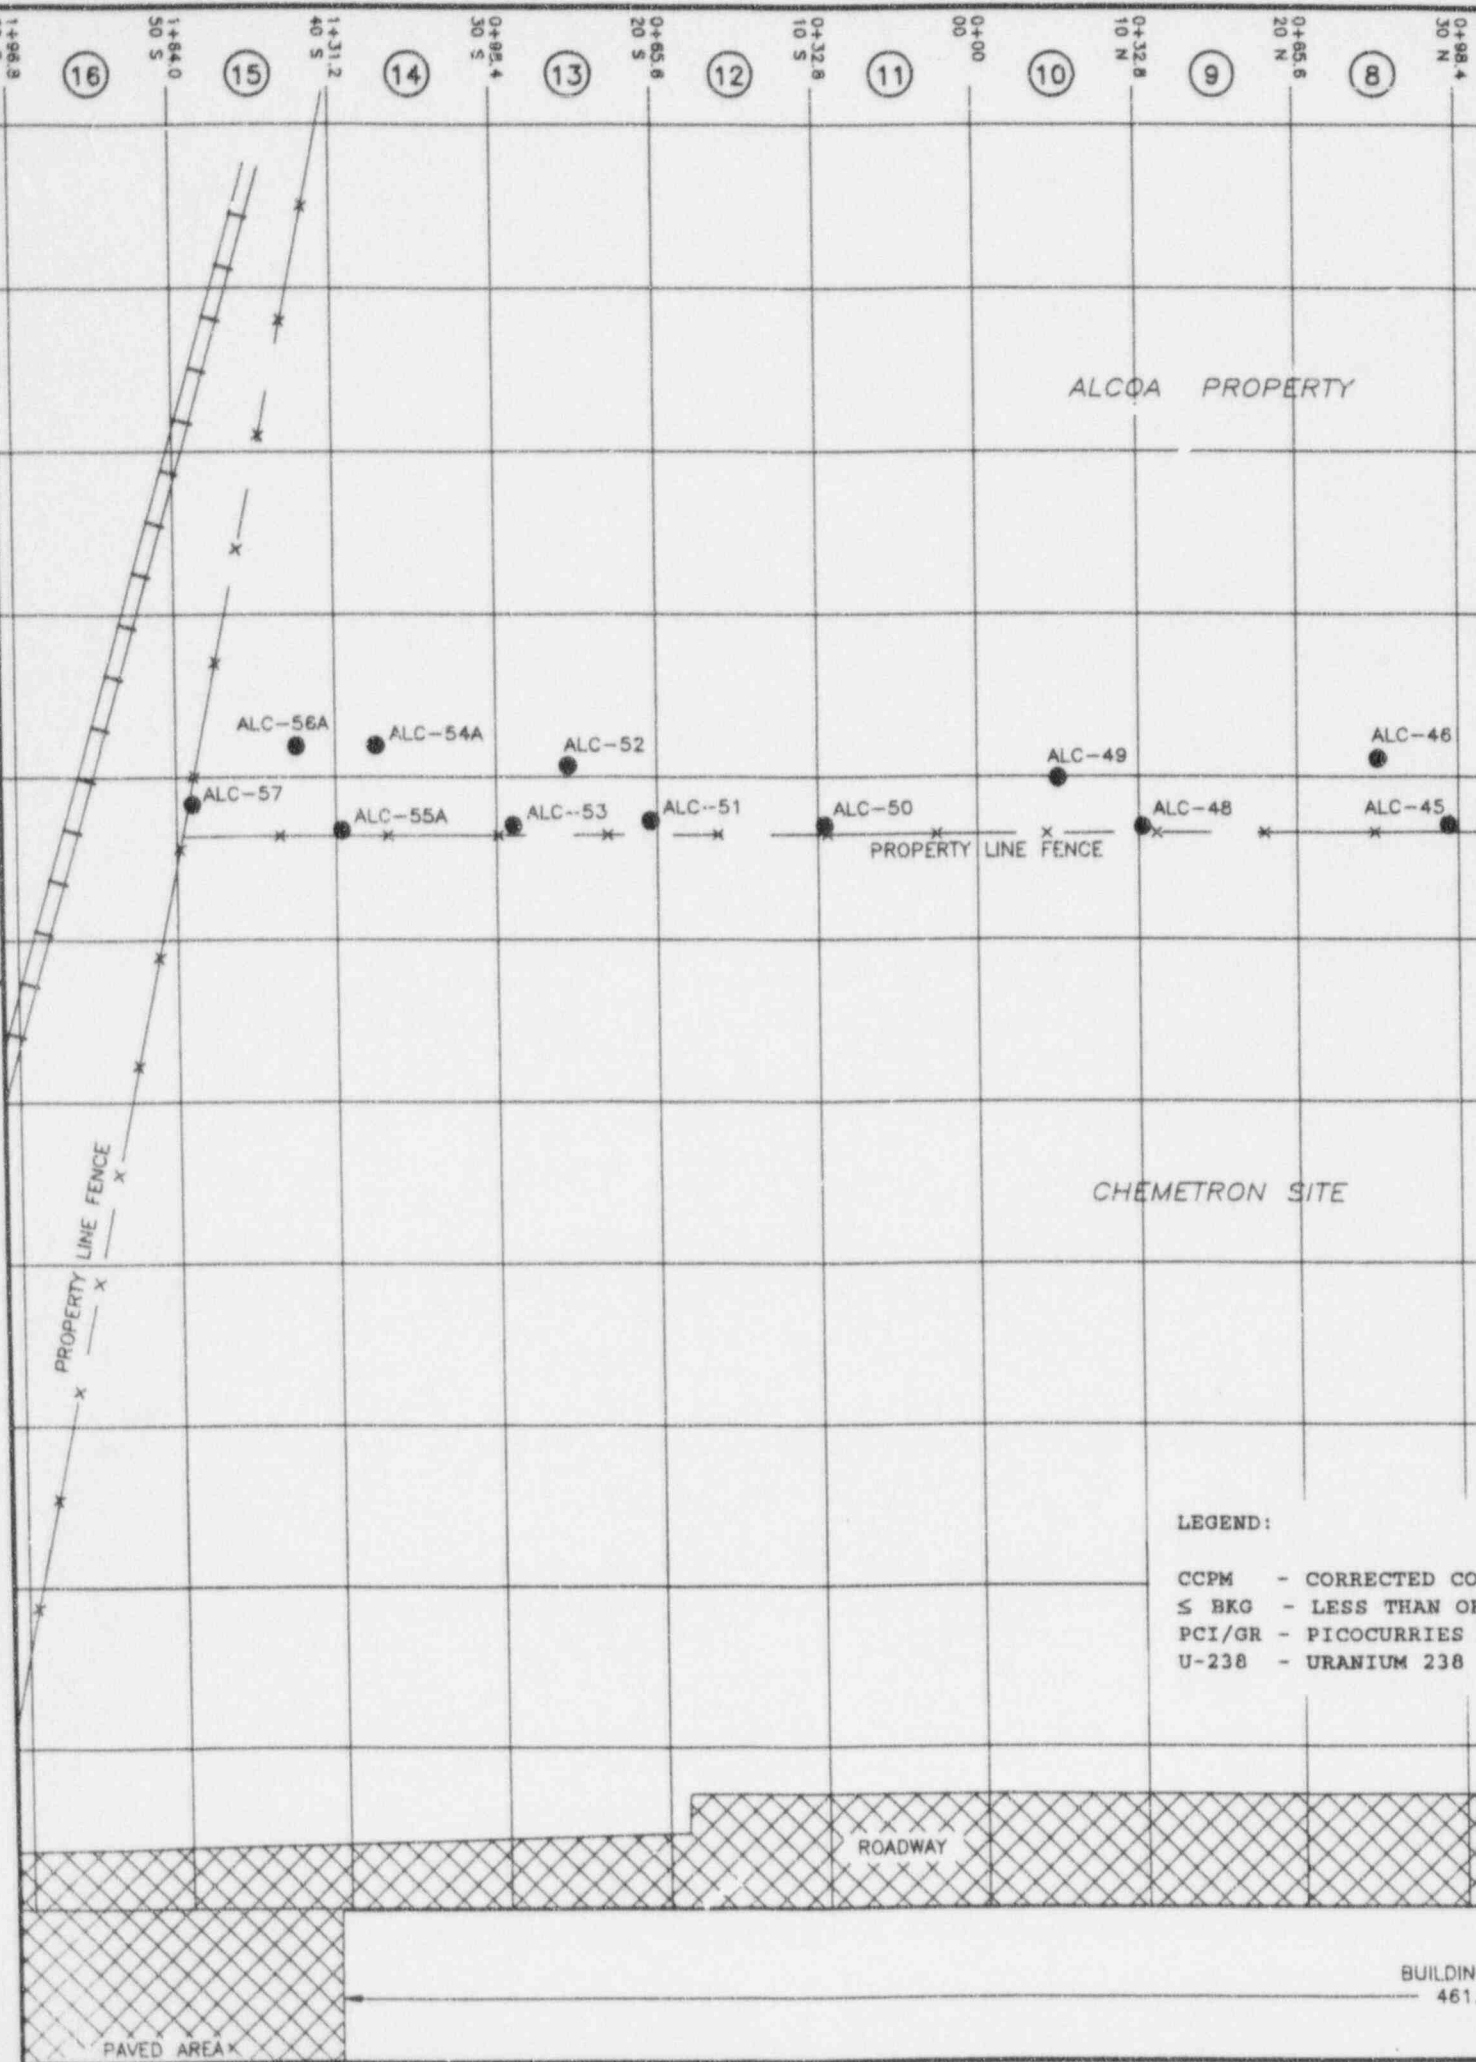 1+96.8
1+64.0
50 S
1+31.2
40 S
0+98.4
30 S
0+65.6
20 S
0+32.8
10 S
0+00
00
0+32.8
10 N
0+65.6
20 N
0+98.4
30 N
16
15
14
13
12
11
10
9
8
ALCOA PROPERTY
ALC-56A
ALC-54A
ALC-52
ALC-49
ALC-46
ALC-57
ALC-55A
ALC-53
ALC-51
ALC-50
ALC-48
ALC-45
PROPERTY LINE FENCE
PROPERTY LINE FENCE
CHEMETRON SITE
LEGEND:
CCPM - CORRECTED CO
≤ BKG - LESS THAN O
PCI/GR - PICOCURRIES
U-238 - URANIUM 238
ROADWAY
BUILDIN
461.
PAVED AREA